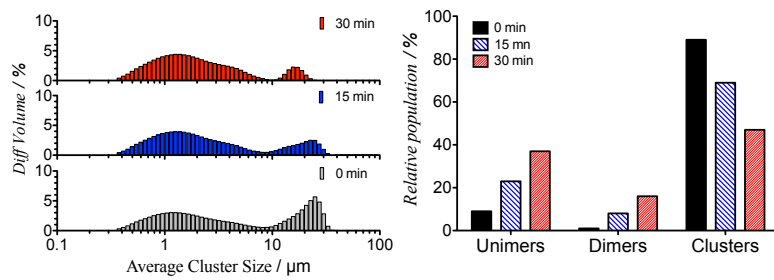 10
5
0
30 min
Diff Volume / %
10
5
0
15 min
10
5
0
0 min
0.1
1
10
100
Average Cluster Size / µm
Relative population / %
100
80
60
40
20
0
0 min
15 mn
30 min
Unimers
Dimers
Clusters